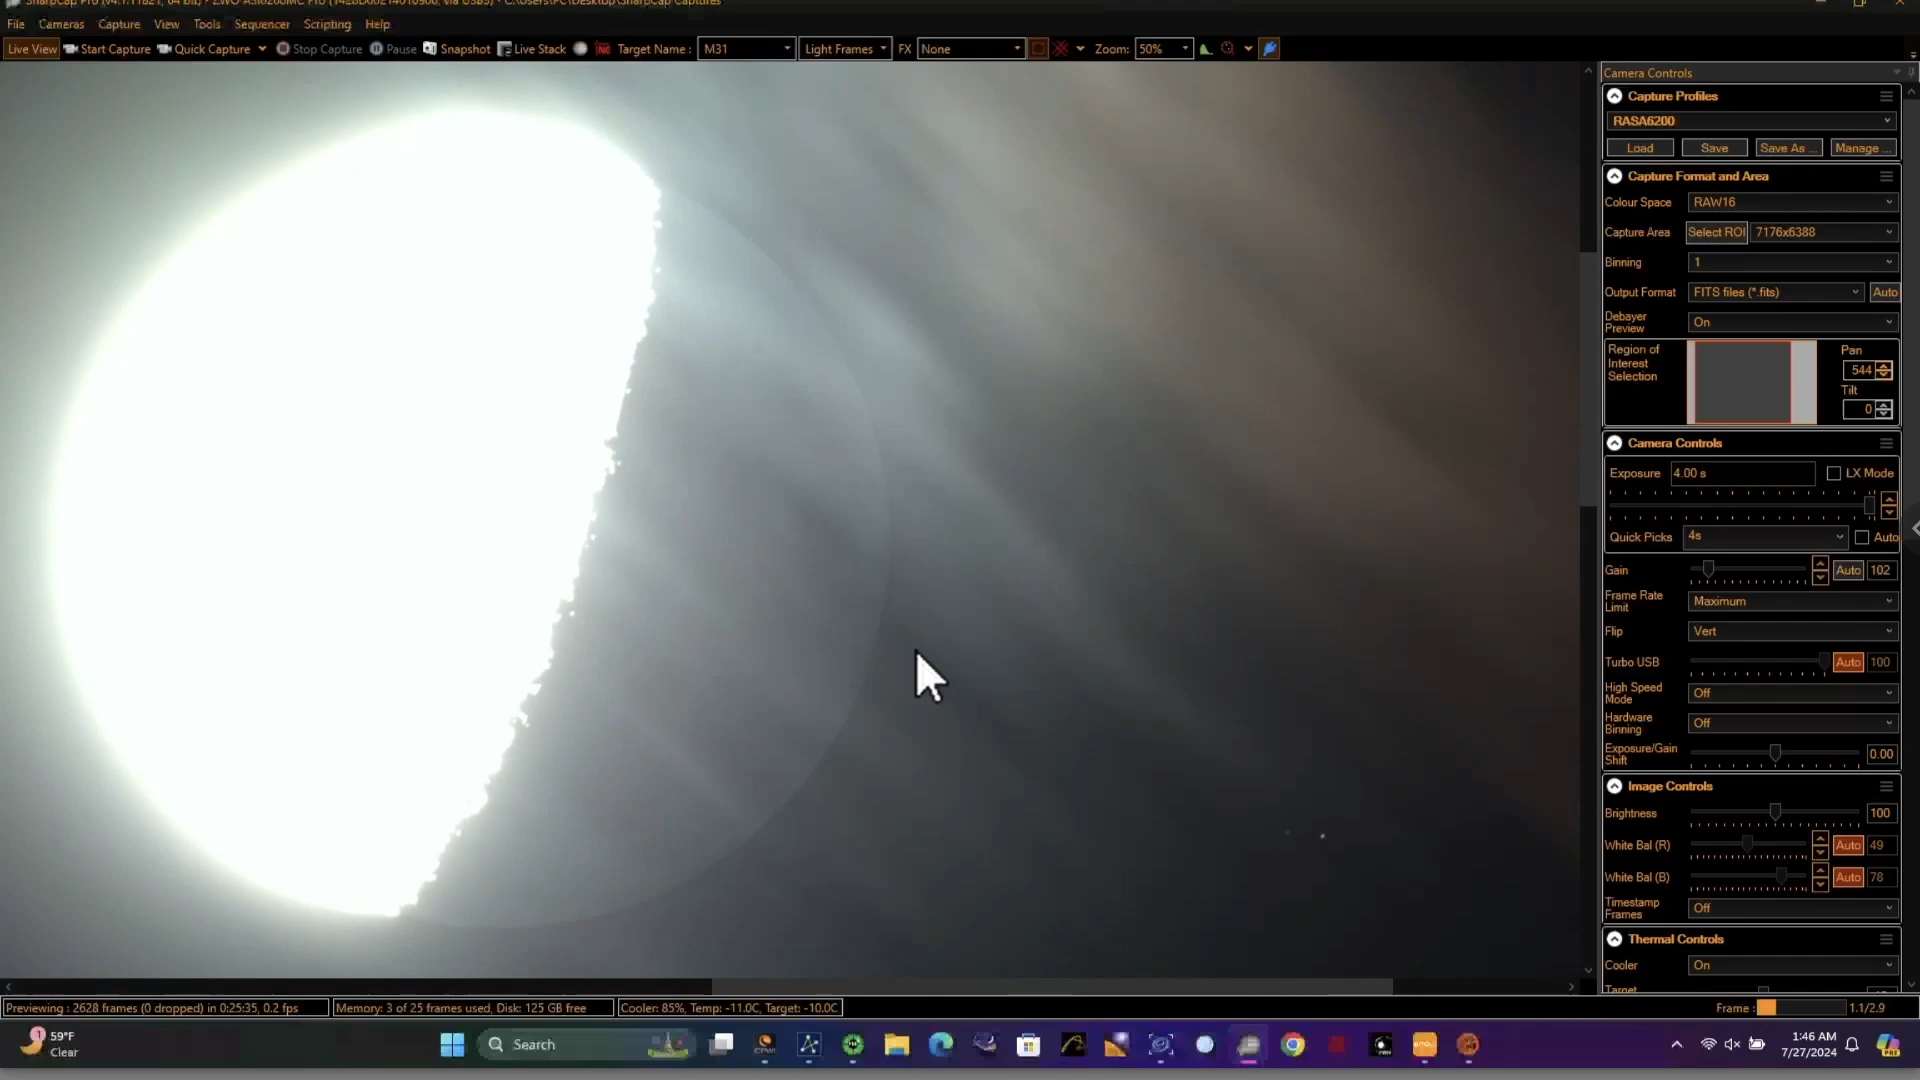 File Cameras Capture View Tools Sequencer Scripting Help
Live View Start Capture Quick Capture Stop Capture Pause Snapshot Live Stack NC Target Name : M31 Light Frames FX None Zoom: 50%
Camera Controls
Capture Profiles
RASA6200
Load Save Save As ... Manage ...
Capture Format and Area
Colour Space RAW16
Capture Area Select ROI 7176x6388
Binning 1
Output Format FITS files (*.fits) Auto
Debayer Preview On
Region of Interest Selection
Pan
544
Tilt
0
Camera Controls
Exposure 4.00 s LX Mode
Quick Picks 4s Auto
Gain Auto 102
Frame Rate Limit Maximum
Flip Vert
Turbo USB Auto 100
High Speed Mode Off
Hardware Binning Off
Exposure/Gain Shift 0.00
Image Controls
Brightness 100
White Bal (R) Auto 49
White Bal (B) Auto 78
Timestamp Frames Off
Thermal Controls
Cooler On
Target
Previewing : 2628 frames (0 dropped) in 0:25:35, 0.2 fps Memory: 3 of 25 frames used, Disk: 125 GB free Cooler: 85%, Temp: -11.0C, Target: -10.0C Frame : 1.1/2.9
1
59°F
Clear
Search
1:46 AM
7/27/2024